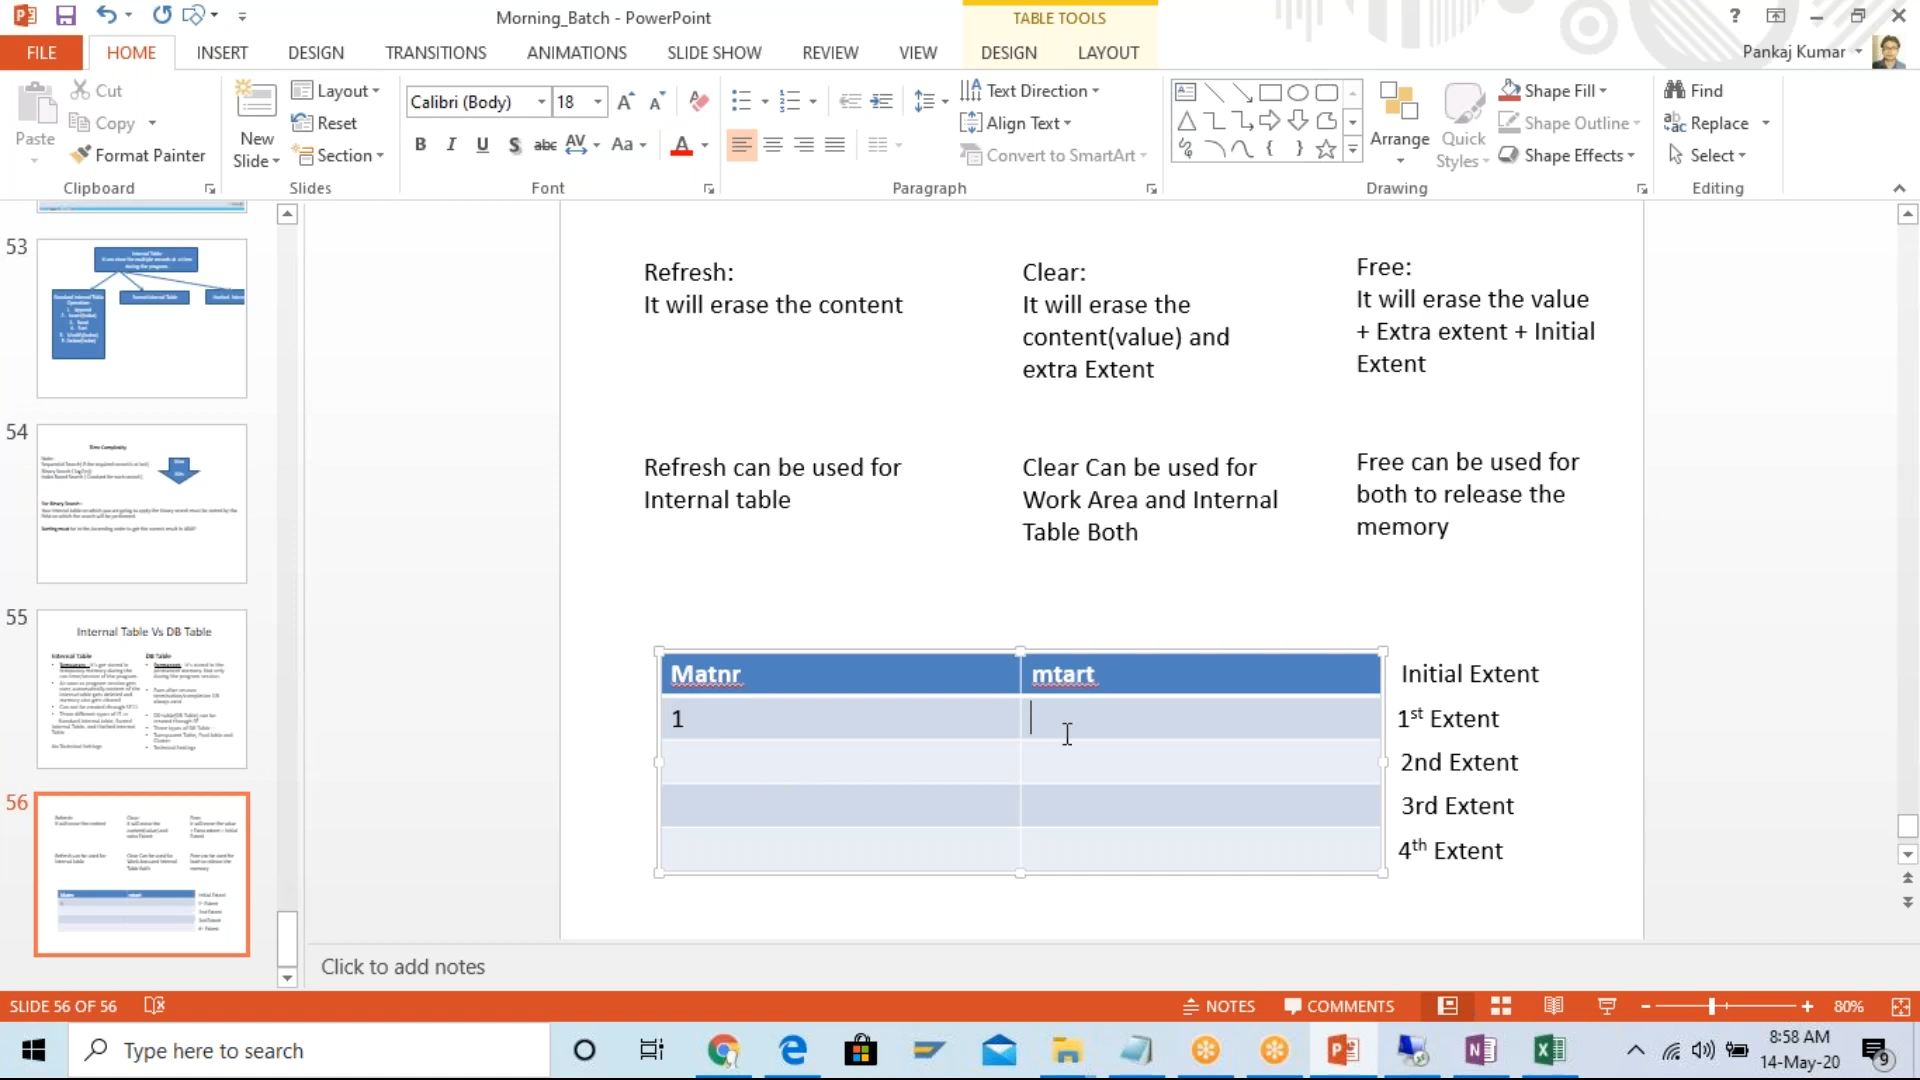 Morning_Batch - PowerPoint
TABLE TOOLS
?
FILE
HOME
INSERT
DESIGN
TRANSITIONS
ANIMATIONS
SLIDE SHOW
REVIEW
VIEW
DESIGN
LAYOUT
Pankaj Kumar
Paste
Cut
Copy
Format Painter
Clipboard
New Slide
Layout
Reset
Section
Slides
Calibri (Body)
18
B I U S abc AV Aa A
Font
Text Direction
Align Text
Convert to SmartArt
Paragraph
Arrange
Quick Styles
Shape Fill
Shape Outline
Shape Effects
Drawing
Find
Replace
Select
Editing
53
54
55
Internal Table Vs DB Table
56
Refresh:
It will erase the content
Clear:
It will erase the
content(value) and
extra Extent
Free:
It will erase the value
+ Extra extent + Initial
Extent
Refresh can be used for
Internal table
Clear Can be used for
Work Area and Internal
Table Both
Free can be used for
both to release the
memory
Matnr mtart Initial Extent
1 1st Extent
2nd Extent
3rd Extent
4th Extent
Click to add notes
SLIDE 56 OF 56
NOTES
COMMENTS
80%
Type here to search
8:58 AM
14-May-20
9